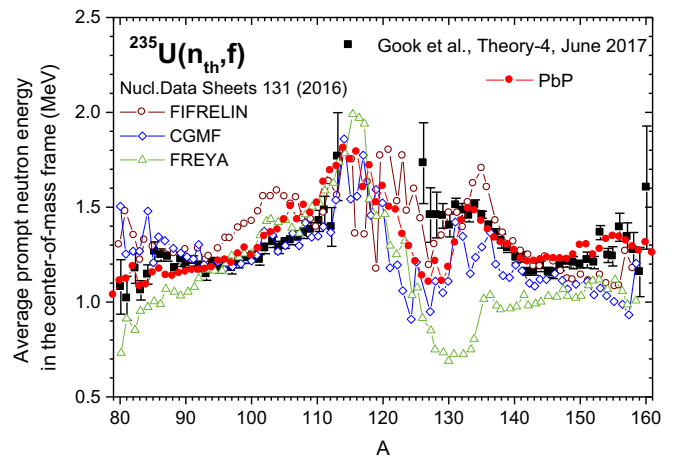 2.5
2.0
1.5
1.0
0.5
Average prompt neutron energy
in the center-of-mass frame (MeV)
²³⁵U(nₜₕ,f)
Nucl.Data Sheets 131 (2016)
FIFRELIN
CGMF
FREYA
Gook et al., Theory-4, June 2017
PbP
80 90 100 110 120 130 140 150 160
A